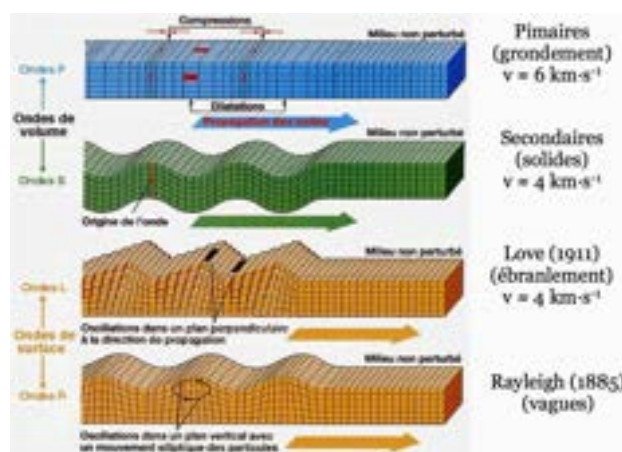 Compressions
Milieu non perturbé
Ondes P
Dilatations
Propagation des ondes
Ondes de
volume
Milieu non perturbé
Ondes S
Origine de l'onde
Milieu non perturbé
Ondes L
Oscillations dans un plan perpendiculaire
à la direction de propagation
Ondes de
surface
Milieu non perturbé
Ondes R
Oscillations dans un plan vertical avec
un mouvement elliptique des particules
Pimaires
(grondement)
v = 6 km·s⁻¹
Secondaires
(solides)
v = 4 km·s⁻¹
Love (1911)
(ébranlement)
v = 4 km·s⁻¹
Rayleigh (1885)
(vagues)